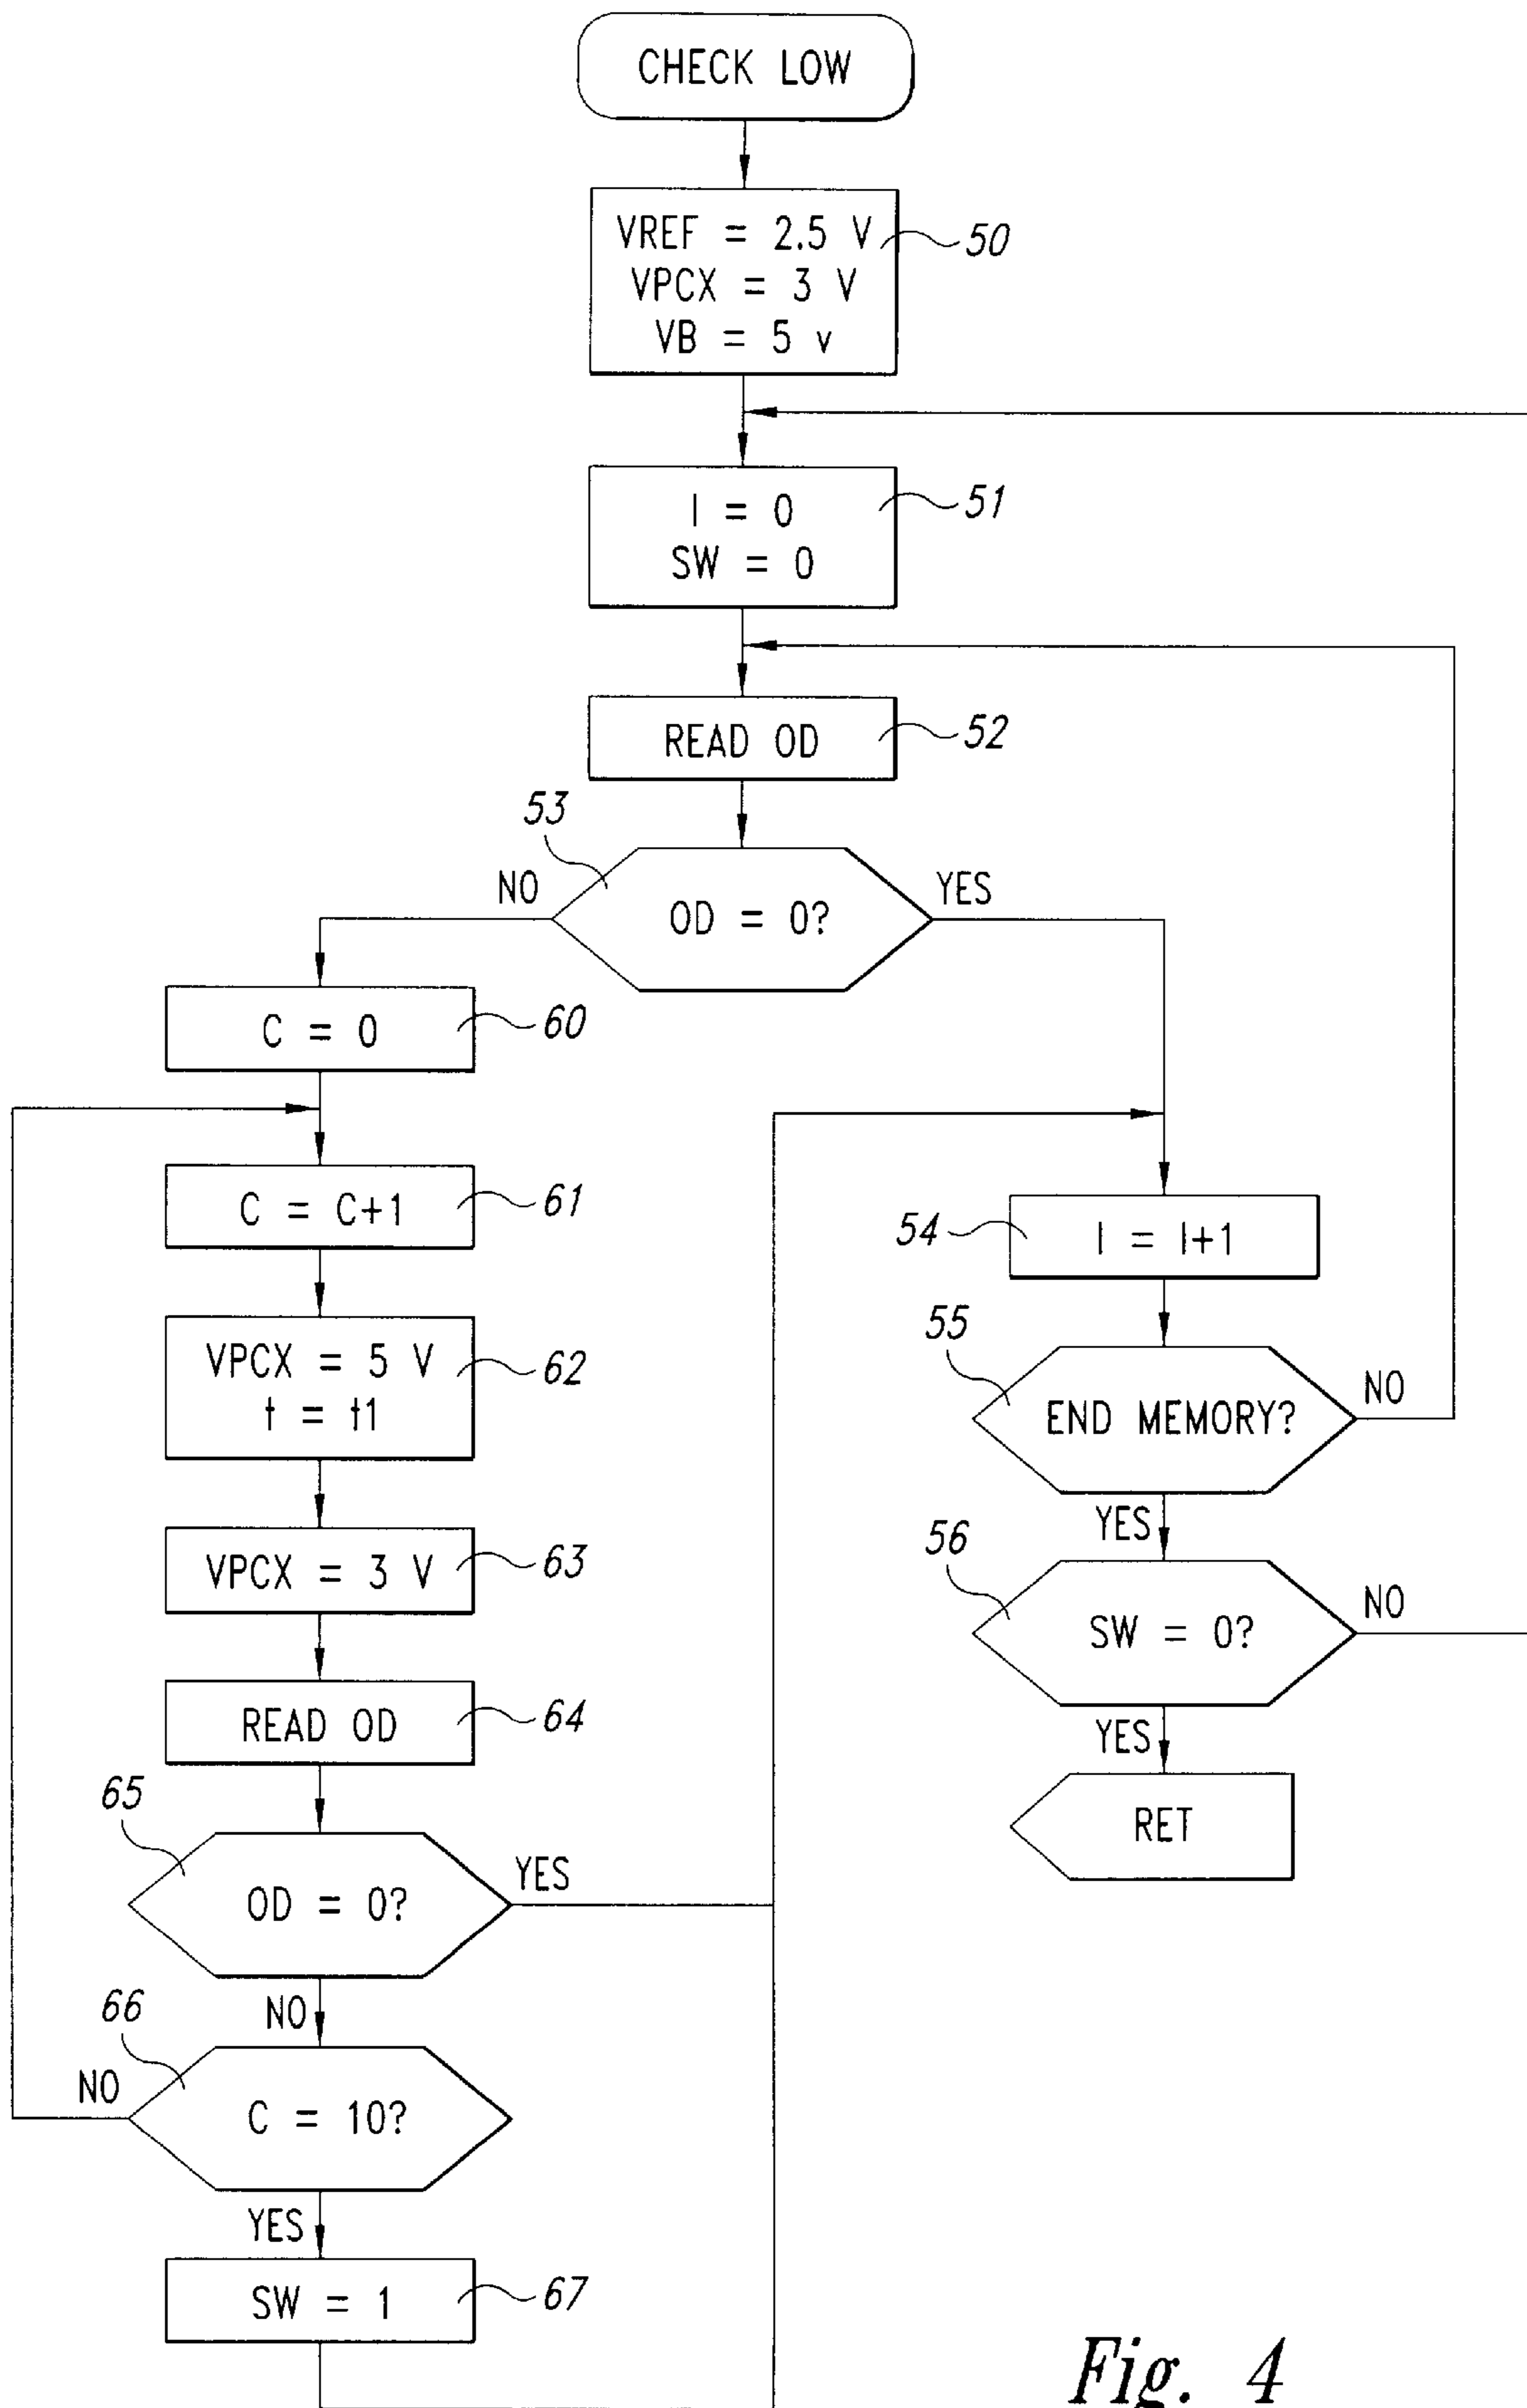 CHECK LOW
VREF = 2.5 V
VPCX = 3 V
VB = 5 v
50
I = 0
SW = 0
51
READ OD
52
53
NO
OD = 0?
YES
C = 0
60
C = C+1
61
54
I = I+1
VPCX = 5 V
t = t1
62
55
END MEMORY?
NO
YES
VPCX = 3 V
63
56
SW = 0?
NO
YES
READ OD
64
RET
65
OD = 0?
YES
NO
66
NO
C = 10?
YES
SW = 1
67
Fig. 4